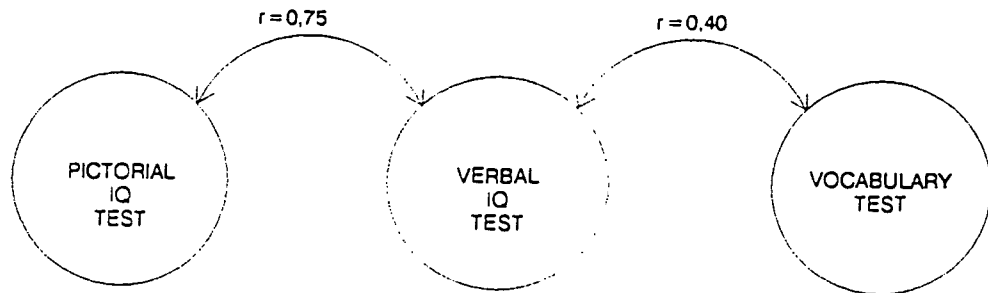 r = 0,75
r = 0,40
PICTORIAL
IQ
TEST
VERBAL
IQ
TEST
VOCABULARY
TEST